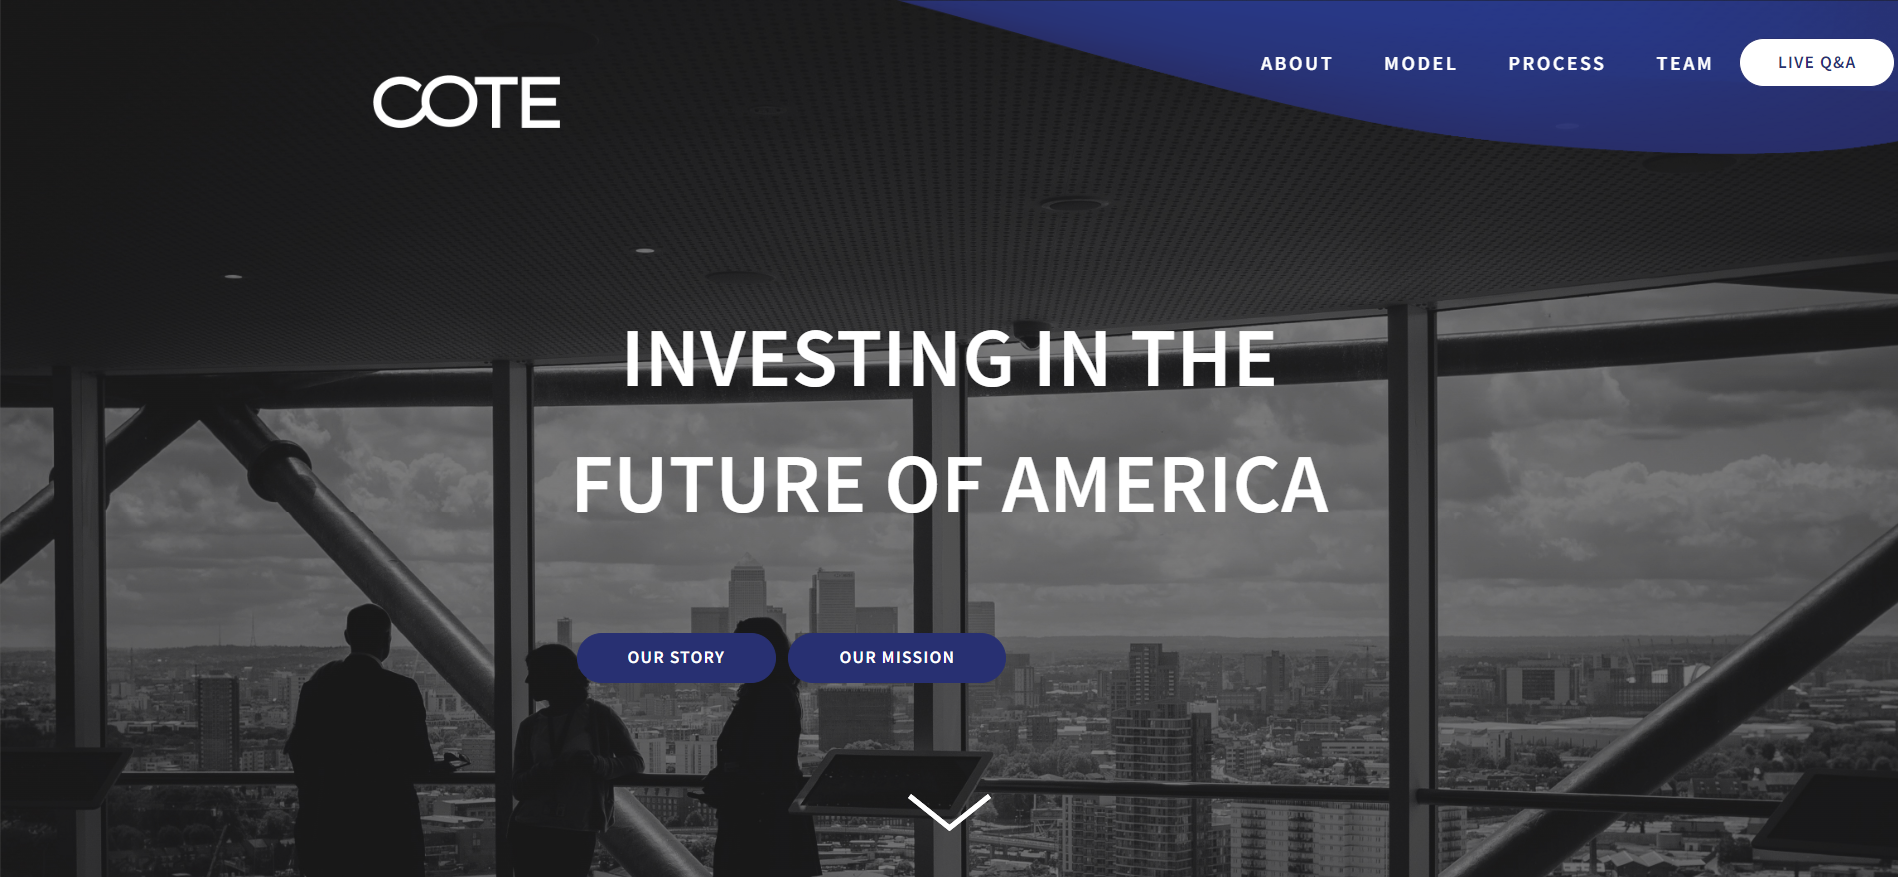 COTE
ABOUT MODEL PROCESS TEAM LIVE Q&A
INVESTING IN THE
FUTURE OF AMERICA
OUR STORY OUR MISSION